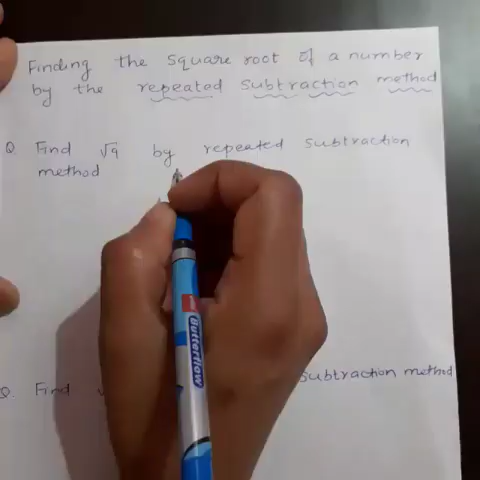 Finding the square root of a number
by the repeated subtraction method
Q. Find √9 by repeated subtraction
method
Butterflow
Q. Find subtraction method